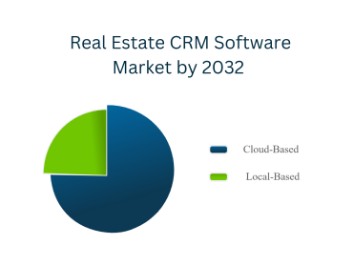 Real Estate CRM Software
Market by 2032
Cloud-Based
Local-Based